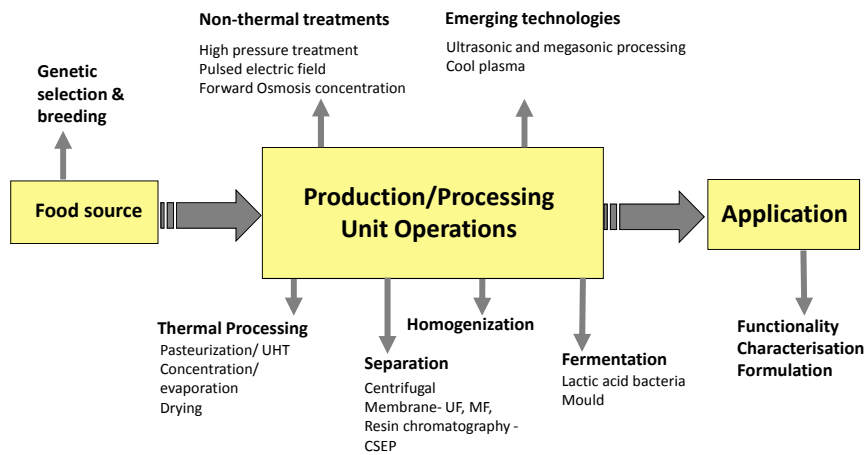 Non-thermal treatments
High pressure treatment
Pulsed electric field
Forward Osmosis concentration
Emerging technologies
Ultrasonic and megasonic processing
Cool plasma
Genetic
selection &
breeding
Food source
Production/Processing
Unit Operations
Application
Thermal Processing
Pasteurization/ UHT
Concentration/
evaporation
Drying
Separation
Centrifugal
Membrane- UF, MF,
Resin chromatography -
CSEP
Homogenization
Fermentation
Lactic acid bacteria
Mould
Functionality
Characterisation
Formulation